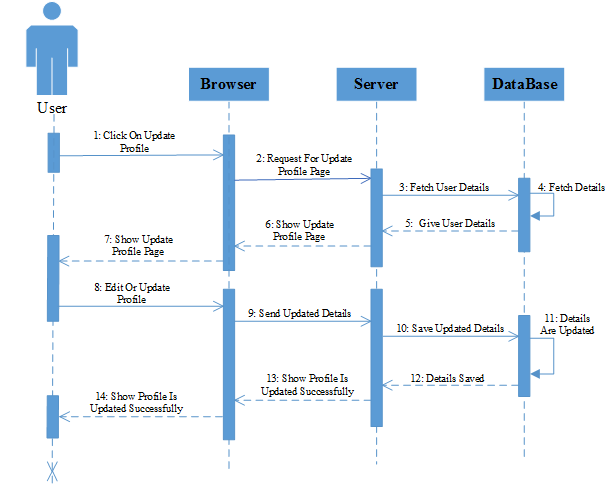 User
Browser
Server
DataBase
1: Click On Update
Profile
2: Request For Update
Profile Page
3: Fetch User Details
4: Fetch Details
5: Give User Details
6: Show Update
Profile Page
7: Show Update
Profile Page
8: Edit Or Update
Profile
9: Send Updated Details
10: Save Updated Details
11: Details
Are Updated
12: Details Saved
13: Show Profile Is
Updated Successfully
14: Show Profile Is
Updated Successfully